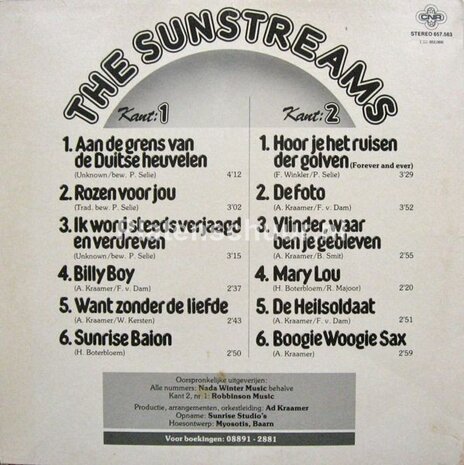 THE SUNSTREAMS
CNR
STEREO 657.563
Kant: 1
1. Aan de grens van
de Duitse heuvelen
(Unknown/bew. P. Selie) 4'12
2. Rozen voor jou
(Trad. bew. P. Selie) 3'02
3. Ik word steeds verjaagd
en verdreven
(Unknown/bew. P. Selie) 3'15
4. Billy Boy
(A. Kraamer/F. v. Dam) 2'37
5. Want zonder de liefde
(A. Kraamer/W. Kersten) 2'43
6. Sunrise Baion
(H. Boterbloem) 2'50
Kant: 2
1. Hoor je het ruisen
der golven (Forever and ever)
(F. Winkler/P. Selie) 3'29
2. De foto
(A. Kraamer/F. v. Dam) 3'52
3. Vlinder, waar
ben je gebleven
(A. Kraamer/B. Smit) 2'55
4. Mary Lou
(H. Boterbloem/R. Majoor) 2'20
5. De Heilsoldaat
(A. Kraamer/F. v. Dam) 2'51
6. Boogie Woogie Sax
(A. Kraamer) 2'59
Oorspronkelijke uitgeverijen:
Alle nummers: Nada Winter Music behalve
Kant 2, nr. 1: Robbinson Music
Productie, arrangementen, orkestleiding: Ad Kraamer
Opname: Sunrise Studio's
Hoesontwerp: Myosotis, Baarn
Voor boekingen: 08891 - 2881